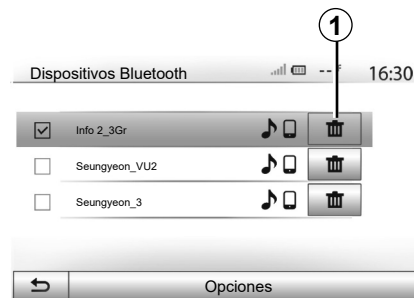 1
Dispositivos Bluetooth -- F 16:30
Info 2_3Gr
Seungyeon_VU2
Seungyeon_3
Opciones